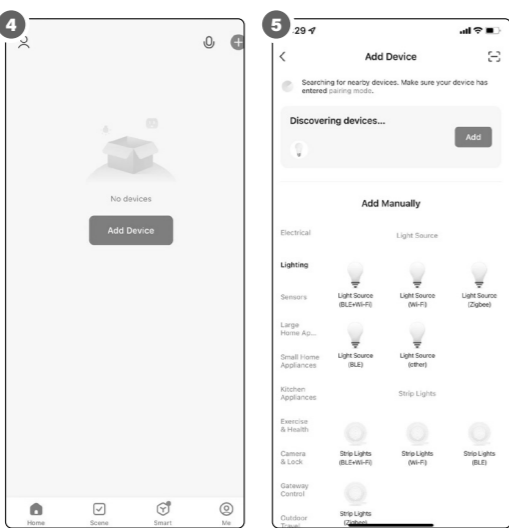 4
No devices
Add Device
Home
Scene
Smart
Me
5
:29
Add Device
Searching for nearby devices. Make sure your device has
entered pairing mode.
Discovering devices...
Add
Add Manually
Electrical
Lighting
Sensors
Large
Home Ap...
Small Home
Appliances
Kitchen
Appliances
Exercise
& Health
Camera
& Lock
Gateway
Control
Outdoor
Travel
Light Source
Light Source
(BLE+Wi-Fi)
Light Source
(Wi-Fi)
Light Source
(Zigbee)
Light Source
(BLE)
Light Source
(other)
Strip Lights
Strip Lights
(BLE+Wi-Fi)
Strip Lights
(Wi-Fi)
Strip Lights
(BLE)
Strip Lights
(Zigbee)